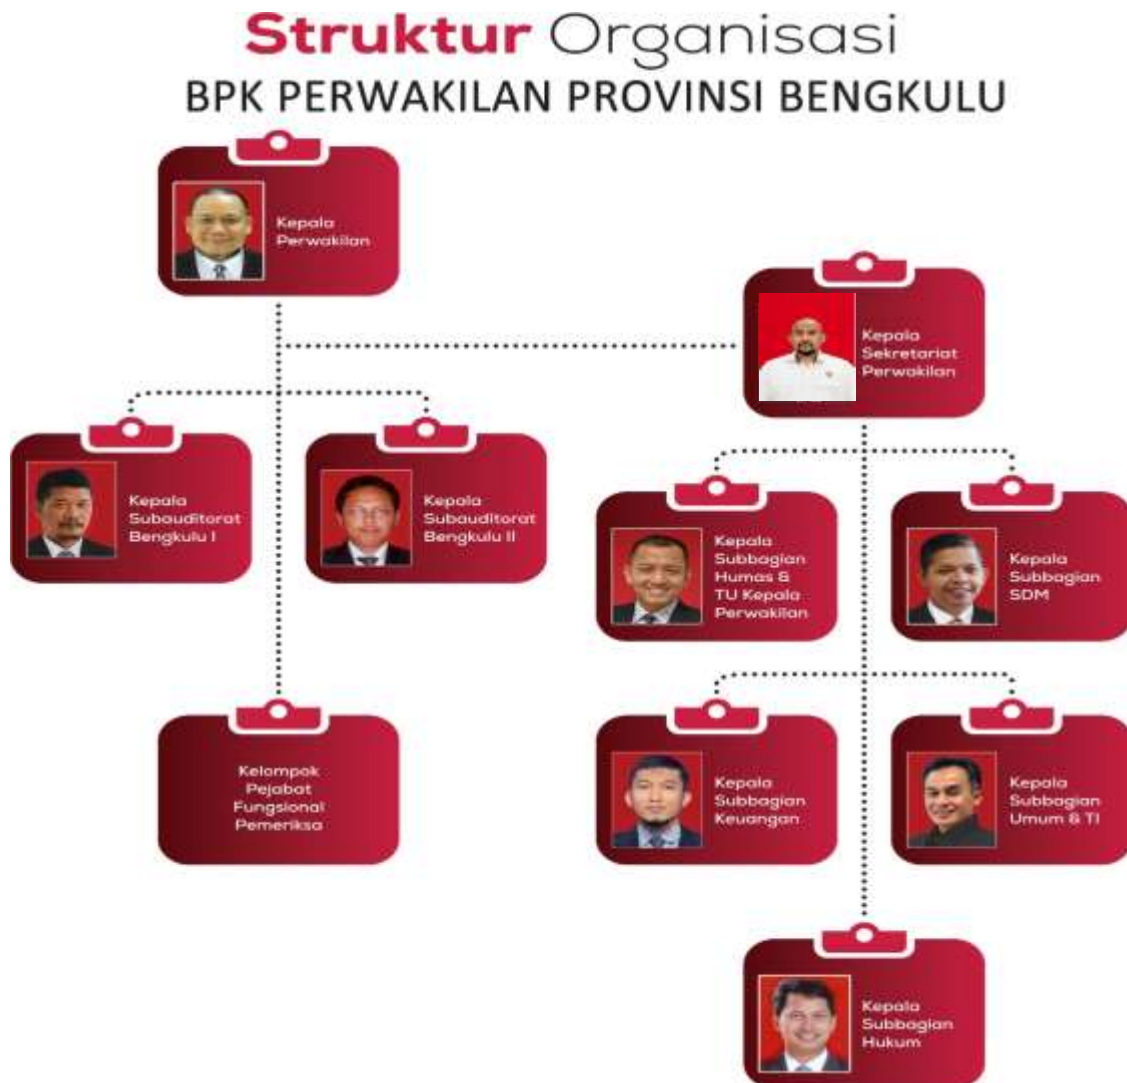 Struktur Organisasi
BPK PERWAKILAN PROVINSI BENGKULU
Kepala
Perwakilan
Kepala
Sekretariat
Perwakilan
Kepala
Subauditorat
Bengkulu I
Kepala
Subauditorat
Bengkulu II
Kepala
Subbagian
Humas &
TU Kepala
Perwakilan
Kepala
Subbagian
SDM
Kelompok
Pejabat
Fungsional
Pemeriksa
Kepala
Subbagian
Keuangan
Kepala
Subbagian
Umum & TI
Kepala
Subbagian
Hukum